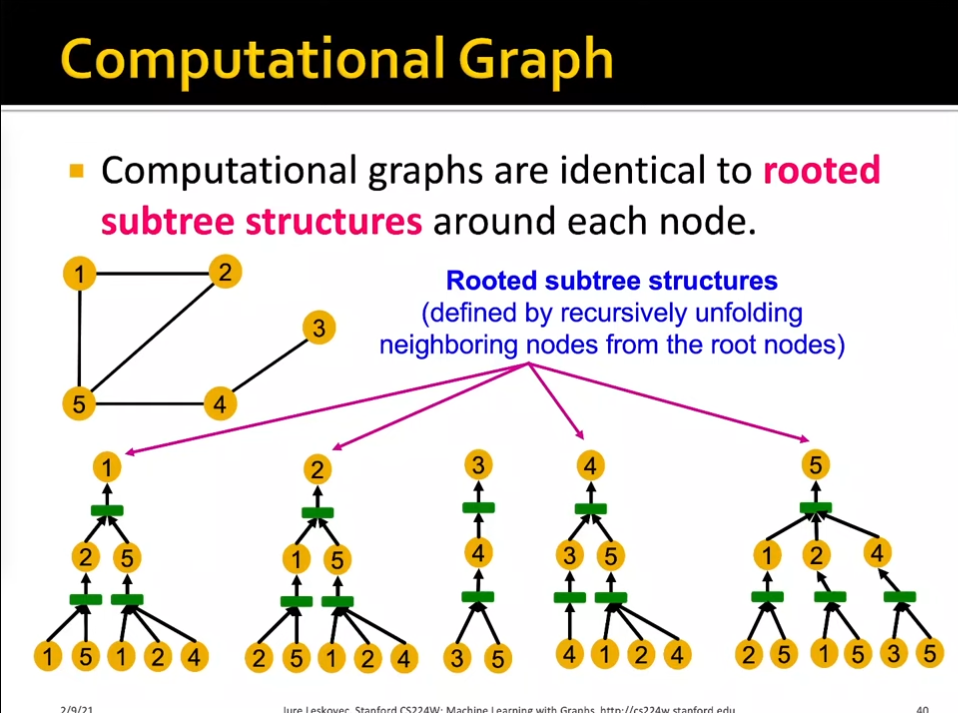 Computational Graph
Computational graphs are identical to rooted
subtree structures around each node.
1 2
Rooted subtree structures
(defined by recursively unfolding
neighboring nodes from the root nodes)
3
5 4
1 2 3 4 5
2 5 1 5 4 3 5 1 2 4
1 5 1 2 4 2 5 1 2 4 3 5 4 1 2 4 2 5 1 5 3 5
2/9/21 Jure Leskovec, Stanford CS224W: Machine Learning with Graphs, http://cs224w.stanford.edu 40